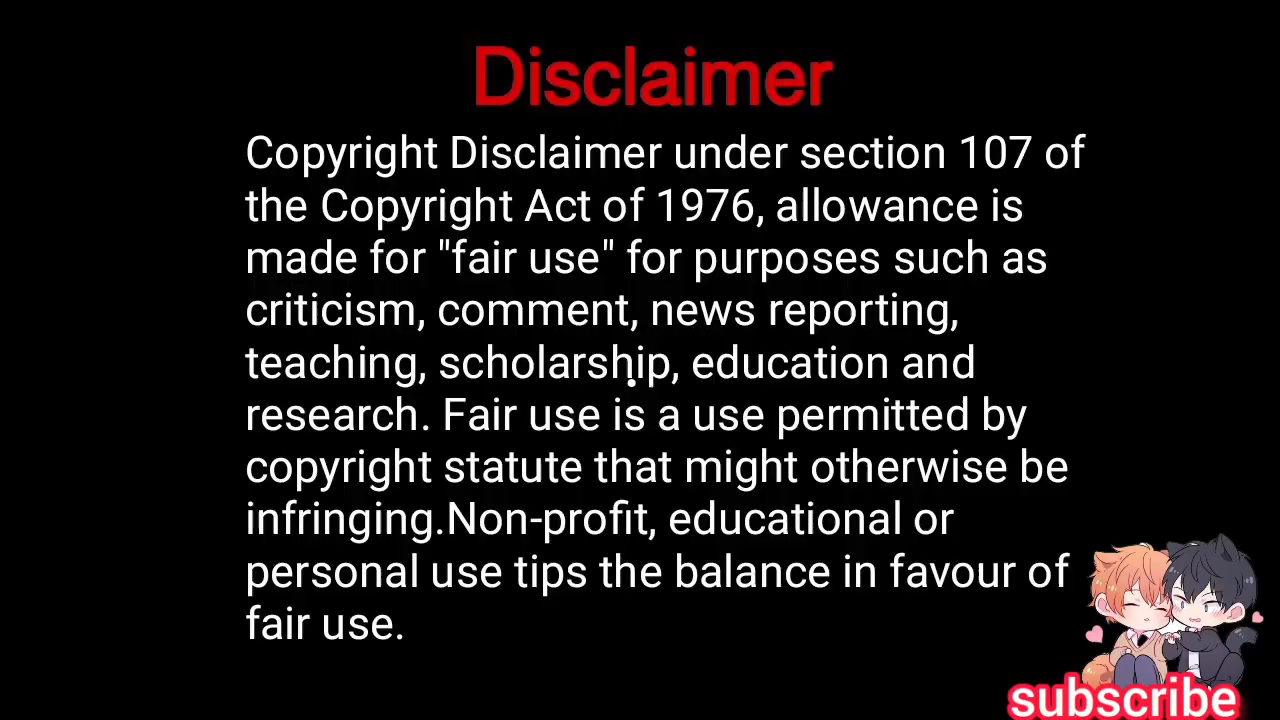 Disclaimer
Copyright Disclaimer under section 107 of
the Copyright Act of 1976, allowance is
made for "fair use" for purposes such as
criticism, comment, news reporting,
teaching, scholarship, education and
research. Fair use is a use permitted by
copyright statute that might otherwise be
infringing.Non-profit, educational or
personal use tips the balance in favour of
fair use.
subscribe